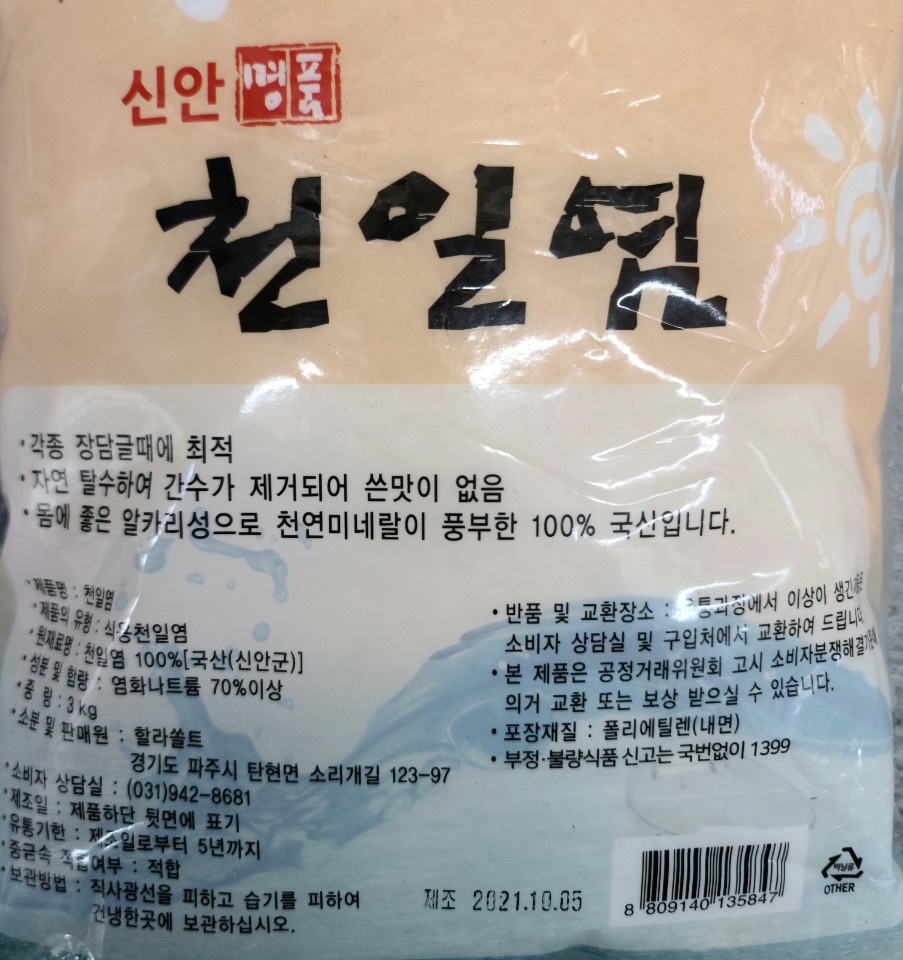 신안 명품
천일염
• 각종 장담글때에 최적
• 자연 탈수하여 간수가 제거되어 쓴맛이 없음
• 몸에 좋은 알카리성으로 천연미네랄이 풍부한 100% 국산입니다.
• 제품명 : 천일염
• 제품의 유형 : 식용천일염
• 원재료명 : 천일염 100%[국산(신안군)]
• 성분 및 함량 : 염화나트륨 70%이상
• 중 량 : 3kg
• 소분 및 판매원 : 할라쏠트
경기도 파주시 탄현면 소리개길 123-97
• 소비자 상담실 : (031)942-8681
• 제조일 : 제품하단 뒷면에 표기
• 유통기한 : 제조일로부터 5년까지
• 중금속 적합여부 : 적합
• 보관방법 : 직사광선을 피하고 습기를 피하여
건냉한곳에 보관하십시오.
• 반품 및 교환장소 : 유통과정에서 이상이 생긴
소비자 상담실 및 구입처에서 교환하여 드립니다.
• 본 제품은 공정거래위원회 고시 소비자분쟁해결기준에
의거 교환 또는 보상 받으실 수 있습니다.
• 포장재질 : 폴리에틸렌(내면)
• 부정·불량식품 신고는 국번없이 1399
제조 2021.10.05
8 809140 135847
비닐류
OTHER